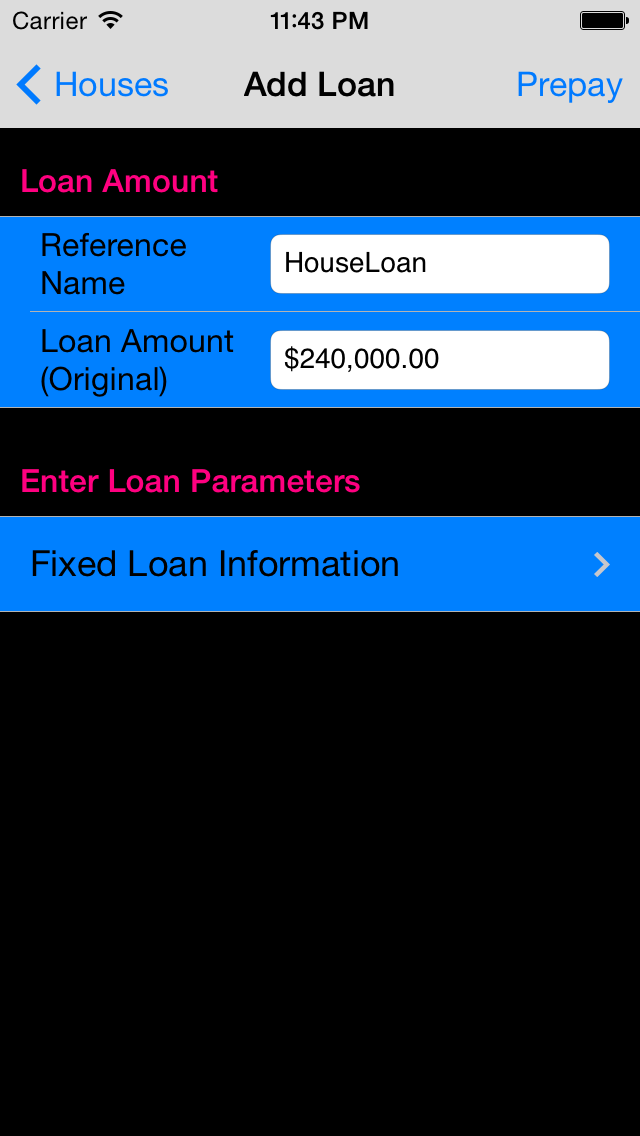 Carrier 11:43 PM
Houses Add Loan Prepay
Loan Amount
Reference
Name
HouseLoan
Loan Amount
(Original)
$240,000.00
Enter Loan Parameters
Fixed Loan Information